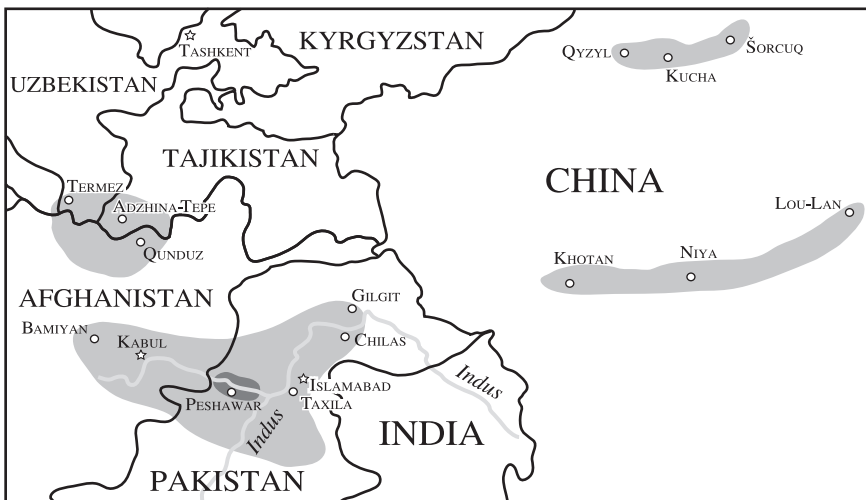 KYRGYZSTAN
TASHKENT
QYZYL
ŠORCUQ
KUCHA
UZBEKISTAN
TAJIKISTAN
CHINA
TERMEZ
ADZHINA-TEPE
LOU-LAN
QUNDUZ
KHOTAN
NIYA
AFGHANISTAN
GILGIT
BAMIYAN
KABUL
CHILAS
ISLAMABAD
PESHAWAR
TAXILA
Indus
Indus
INDIA
PAKISTAN